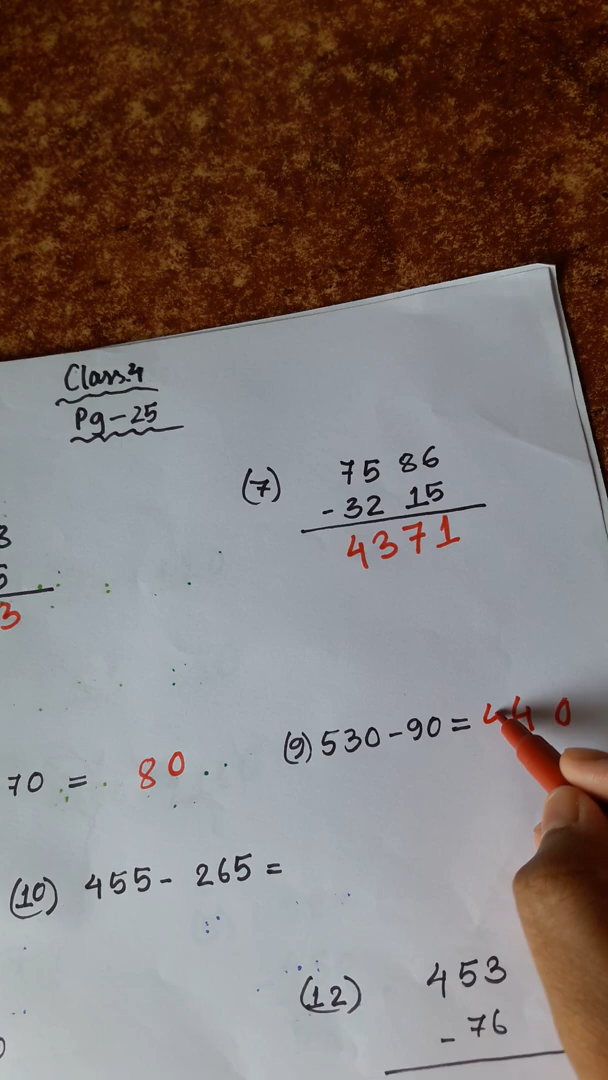 Class:4
Pg-25
(7) 7586
- 3215
4371
3
5
3
70 = 80
(9) 530-90 = 440
(10) 455- 265 =
(12) 453
- 76